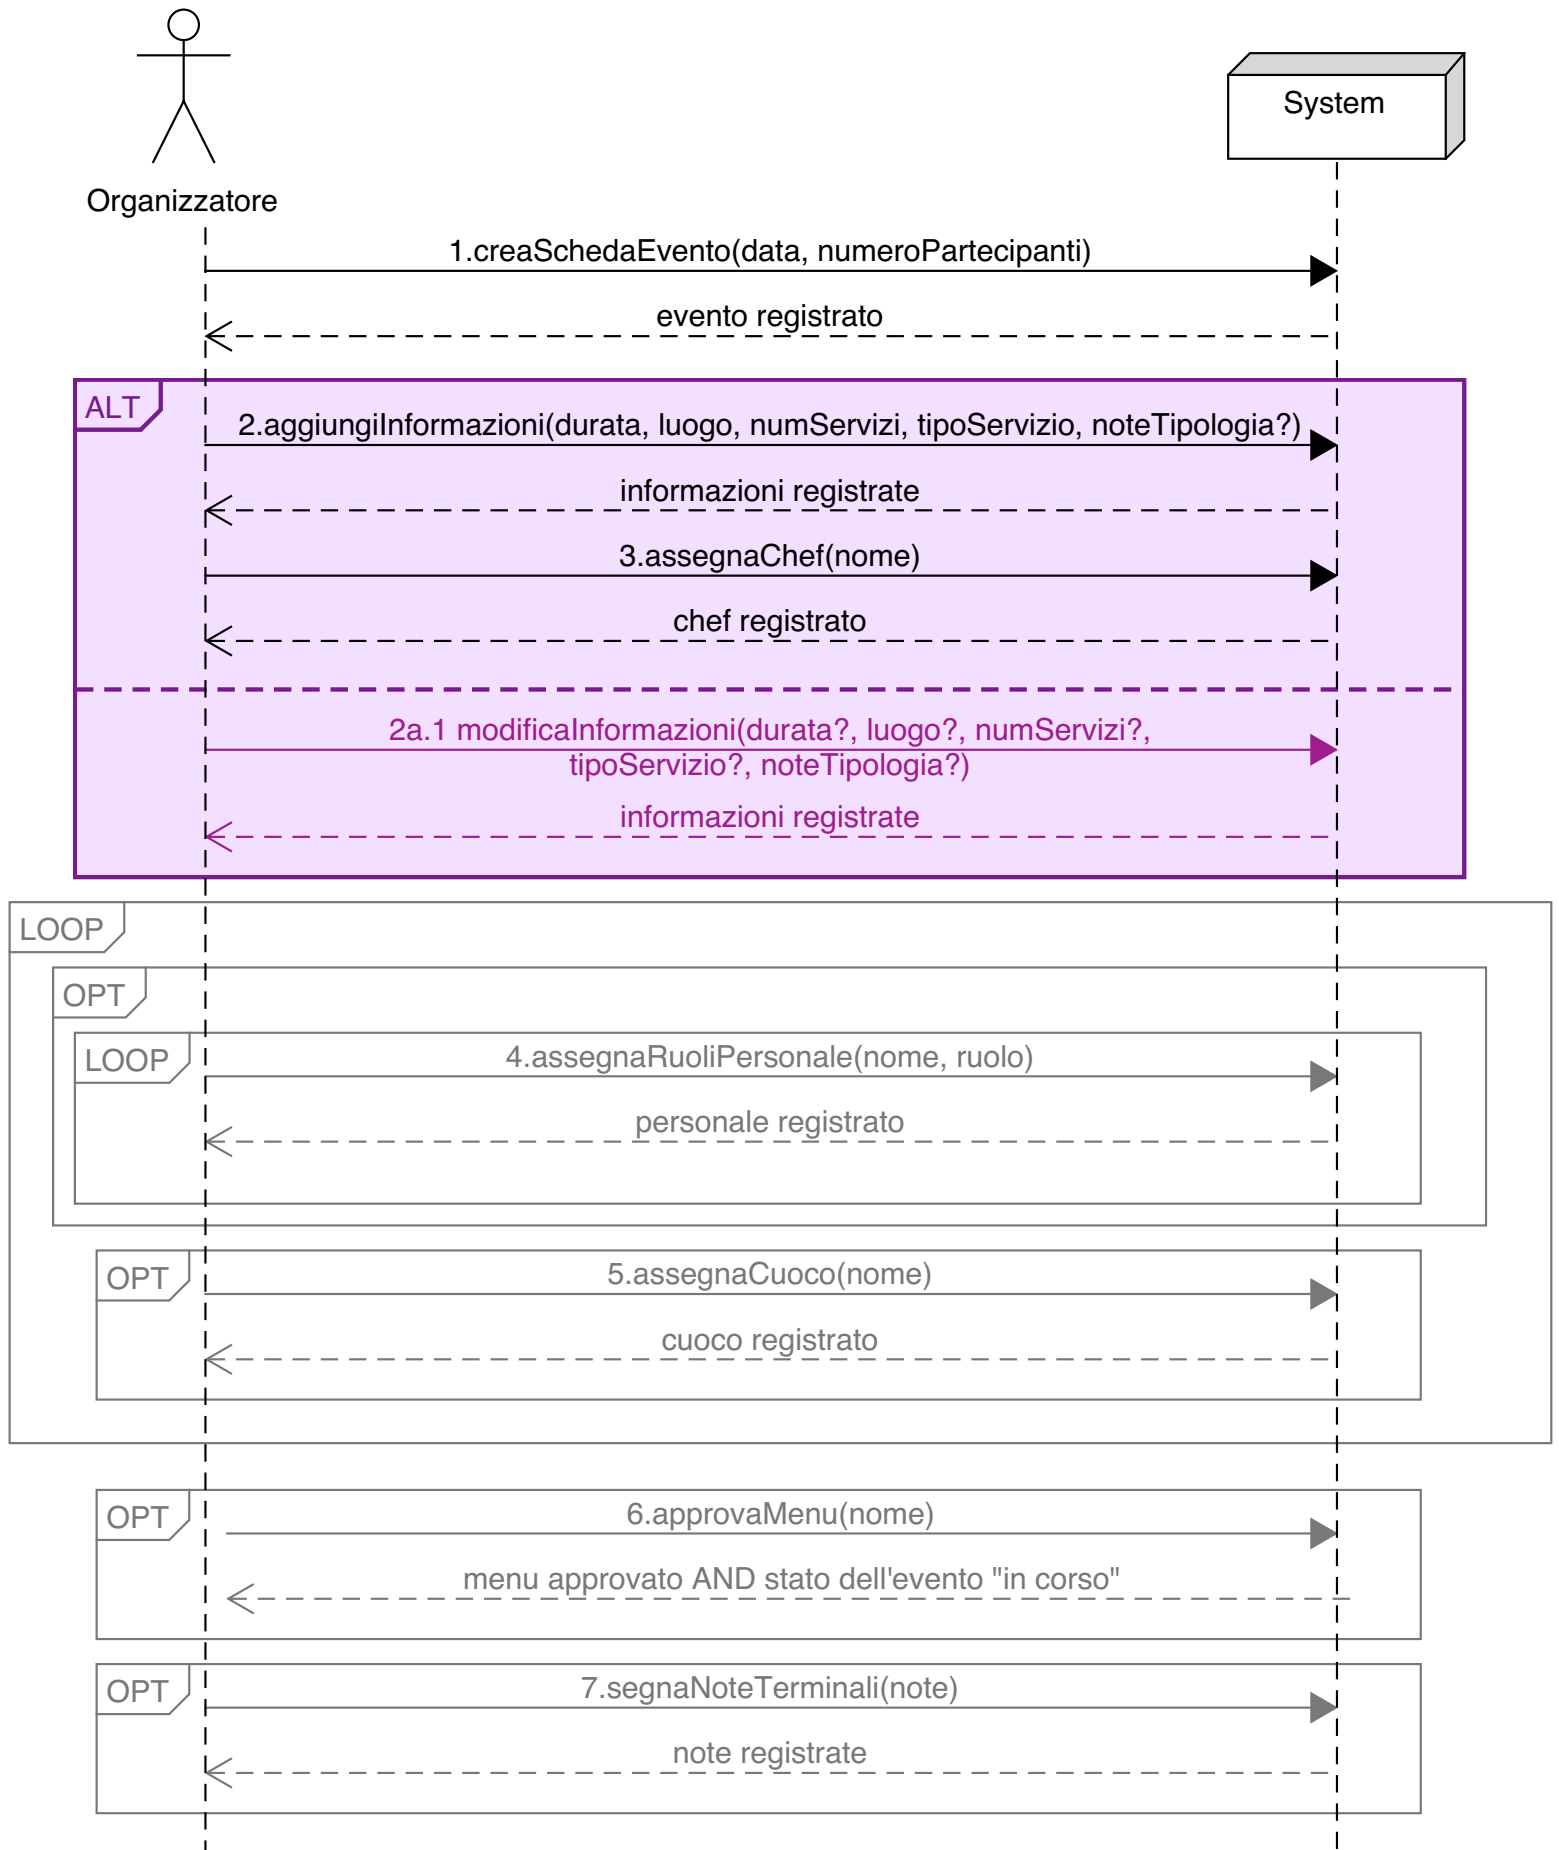 System
Organizzatore
1.creaSchedaEvento(data, numeroPartecipanti)
evento registrato
ALT
2.aggiungiInformazioni(durata, luogo, numServizi, tipoServizio, noteTipologia?)
informazioni registrate
3.assegnaChef(nome)
chef registrato
2a.1 modificaInformazioni(durata?, luogo?, numServizi?,
tipoServizio?, noteTipologia?)
informazioni registrate
LOOP
OPT
LOOP
4.assegnaRuoliPersonale(nome, ruolo)
personale registrato
OPT
5.assegnaCuoco(nome)
cuoco registrato
OPT
6.approvaMenu(nome)
menu approvato AND stato dell'evento "in corso"
OPT
7.segnaNoteTerminali(note)
note registrate